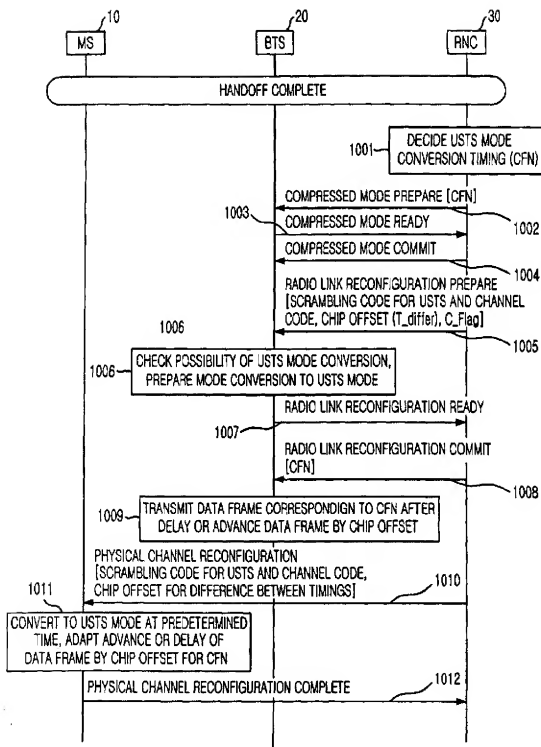 10
20
30
MS
BTS
RNC
HANDOFF COMPLETE
1001
DECIDE USTS MODE
CONVERSION TIMING (CFN)
COMPRESSED MODE PREPARE [CFN]
1002
1003
COMPRESSED MODE READY
COMPRESSED MODE COMMIT
1004
RADIO LINK RECONFIGURATION PREPARE
[SCRAMBLING CODE FOR USTS AND CHANNEL
CODE, CHIP OFFSET (T_differ), C_Flag]
1005
1006
1006
CHECK POSSIBILITY OF USTS MODE CONVERSION,
PREPARE MODE CONVERSION TO USTS MODE
RADIO LINK RECONFIGURATION READY
1007
RADIO LINK RECONFIGURATION COMMIT
[CFN]
1008
1009
TRANSMIT DATA FRAME CORRESPONDIGN TO CFN AFTER
DELAY OR ADVANCE DATA FRAME BY CHIP OFFSET
PHYSICAL CHANNEL RECONFIGURATION
[SCRAMBLING CODE FOR USTS AND CHANNEL CODE,
CHIP OFFSET FOR DIFFERENCE BETWEEN TIMINGS]
1010
1011
CONVERT TO USTS MODE AT PREDETERMINED
TIME, ADAPT ADVANCE OR DELAY OF
DATA FRAME BY CHIP OFFSET FOR CFN
PHYSICAL CHANNEL RECONFIGURATION COMPLETE
1012